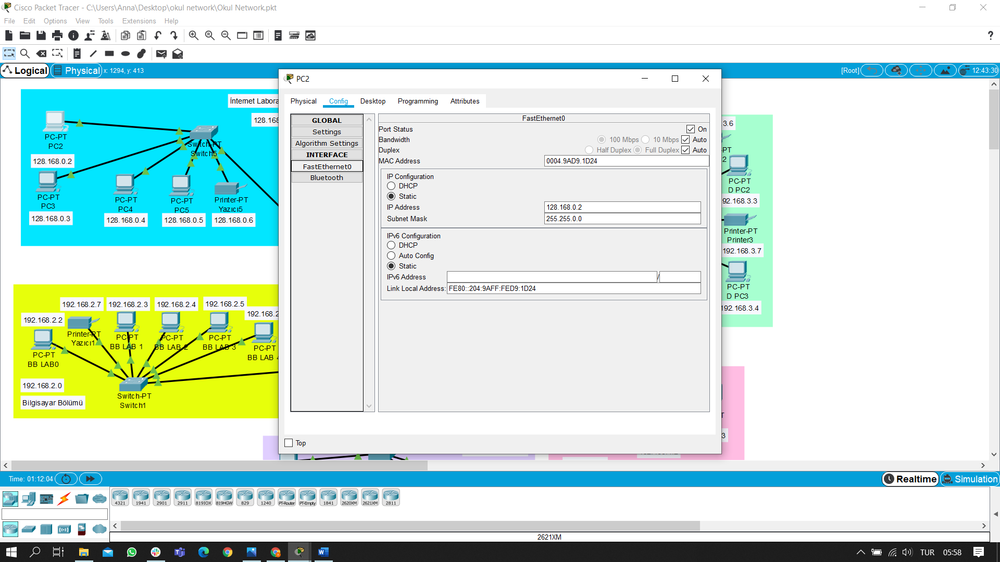 Cisco Packet Tracer - C:\Users\Anna\Desktop\okul network\Okul Network.pkt
File Edit Options View Tools Extensions Help
Logical Physical x: 1294, y: 413 [Root] 12:43:30
PC2
Physical Config Desktop Programming Attributes
GLOBAL
Settings
Algorithm Settings
INTERFACE
FastEthernet0
Bluetooth
FastEthernet0
Port Status On
Bandwidth 100 Mbps 10 Mbps Auto
Duplex Half Duplex Full Duplex Auto
MAC Address 0004.9AD9.1D24
IP Configuration
DHCP
Static
IP Address 128.168.0.2
Subnet Mask 255.255.0.0
IPv6 Configuration
DHCP
Auto Config
Static
IPv6 Address /
Link Local Address: FE80::204:9AFF:FED9:1D24
Top
İnternet Labora
128.168
PC-PT
PC2
128.168.0.2
Switch-PT
Switch5
PC-PT
PC3
128.168.0.3
PC-PT
PC4
128.168.0.4
PC-PT
PC5
128.168.0.5
Printer-PT
Yazıcı5
128.168.0.6
192.168.2.7 192.168.2.3 192.168.2.4 192.168.2.5
192.168.2.2
192.168.2
Printer-PT
Yazıcı1
PC-PT
BB LAB 1
PC-PT
BB LAB 2
PC-PT
BB LAB 3
PC-PT
BB LAB 4
PC-PT
BB LAB0
192.168.2.0
Bilgisayar Bölümü
Switch-PT
Switch1
3.6
PT
2
PC-PT
D PC2
92.168.3.3
Printer-PT
Printer3
192.168.3.7
PC-PT
D PC3
192.168.3.4
T
3
Time: 01:12:04 Realtime Simulation
4321 1941 2901 2911 819IOX 819HGW 829 1240 PT-Router PT-Empty 1841 2620XM 2621XM 2811
2621XM
TUR 05:58